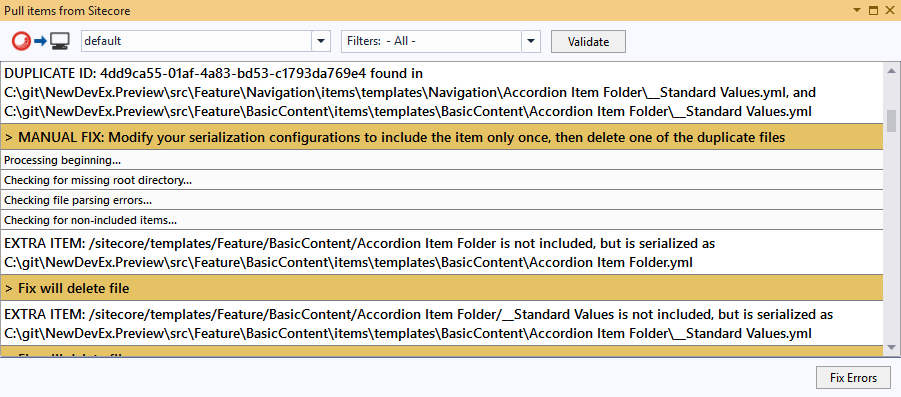 Pull items from Sitecore
default
Filters:  - All -
Validate
DUPLICATE ID: 4dd9ca55-01af-4a83-bd53-c1793da769e4 found in
C:\git\NewDevEx.Preview\src\Feature\Navigation\items\templates\Navigation\Accordion Item Folder\__Standard Values.yml, and
C:\git\NewDevEx.Preview\src\Feature\BasicContent\items\templates\BasicContent\Accordion Item Folder\__Standard Values.yml
> MANUAL FIX: Modify your serialization configurations to include the item only once, then delete one of the duplicate files
Processing beginning...
Checking for missing root directory...
Checking file parsing errors...
Checking for non-included items...
EXTRA ITEM: /sitecore/templates/Feature/BasicContent/Accordion Item Folder is not included, but is serialized as
C:\git\NewDevEx.Preview\src\Feature\BasicContent\items\templates\BasicContent\Accordion Item Folder.yml
> Fix will delete file
EXTRA ITEM: /sitecore/templates/Feature/BasicContent/Accordion Item Folder/__Standard Values is not included, but is serialized as
C:\git\NewDevEx.Preview\src\Feature\BasicContent\items\templates\BasicContent\Accordion Item Folder\__Standard Values.yml
Fix Errors